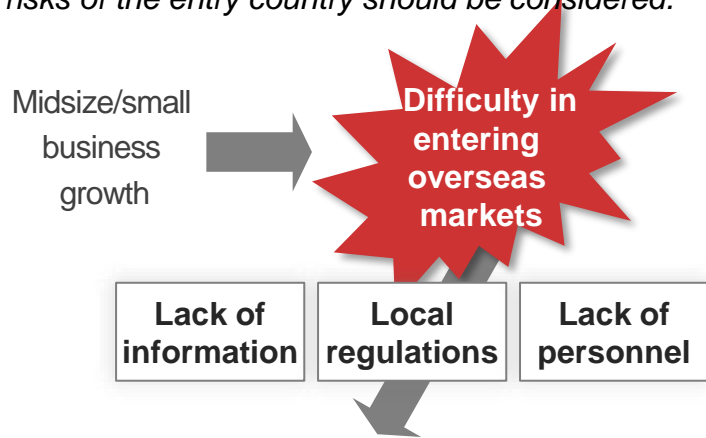 risks of the entry country should be considered.
Midsize/small
business
growth
Difficulty in
entering
overseas
markets
Lack of
information
Local
regulations
Lack of
personnel